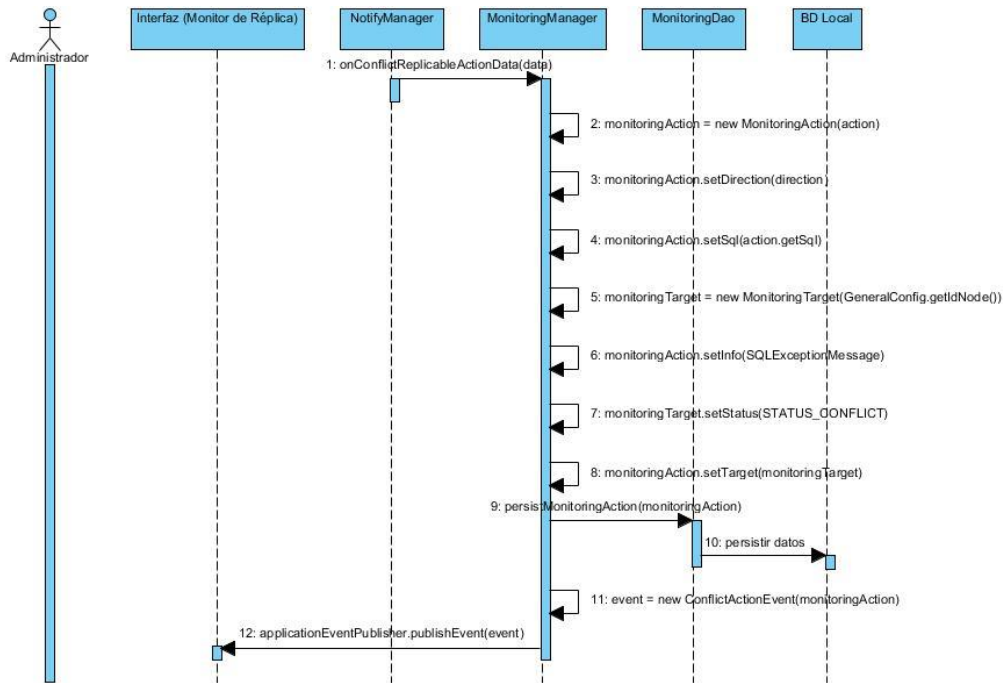 Administrador
Interfaz (Monitor de Réplica)
NotifyManager
MonitoringManager
MonitoringDao
BD Local
1: onConflictReplicableActionData(data)
2: monitoringAction = new MonitoringAction(action)
3: monitoringAction.setDirection(direction)
4: monitoringAction.setSql(action.getSql)
5: monitoringTarget = new MonitoringTarget(GeneralConfig.getIdNode())
6: monitoringAction.setInfo(SQLExceptionMessage)
7: monitoringTarget.setStatus(STATUS_CONFLICT)
8: monitoringAction.setTarget(monitoringTarget)
9: persistMonitoringAction(monitoringAction)
10: persistir datos
11: event = new ConflictActionEvent(monitoringAction)
12: applicationEventPublisher.publishEvent(event)